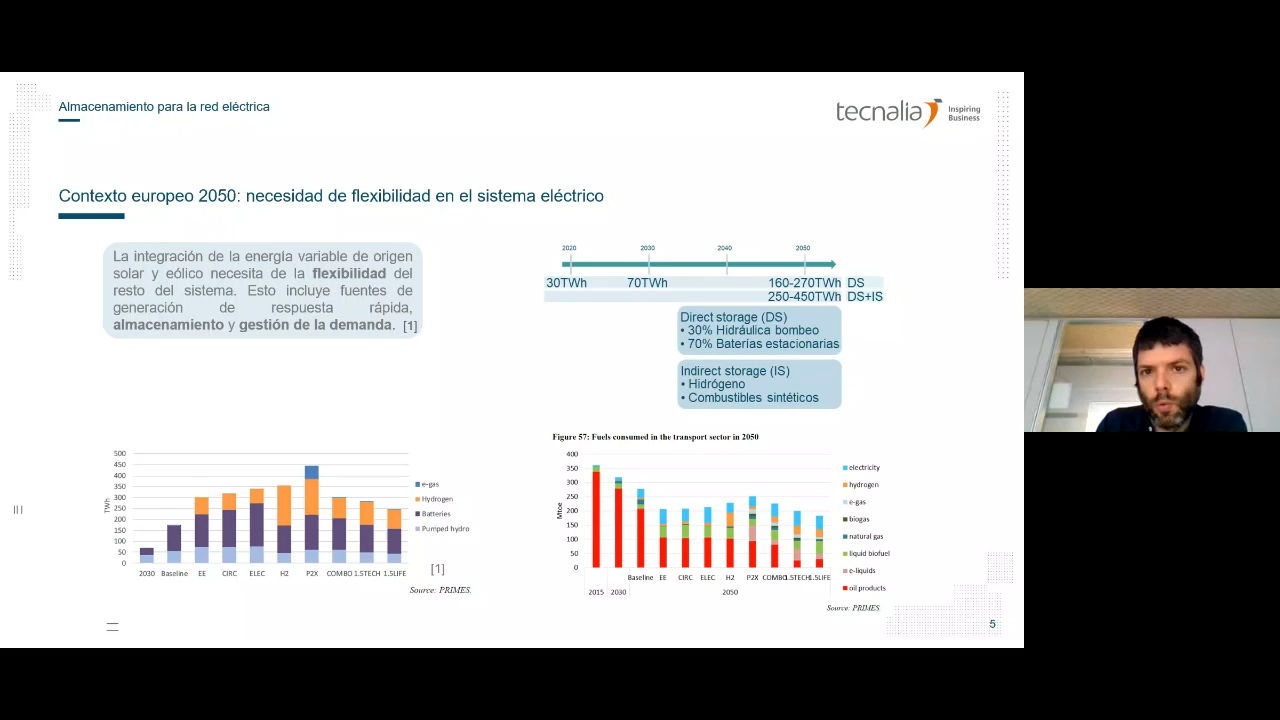 Almacenamiento para la red eléctrica
tecnalia Inspiring
Business
Contexto europeo 2050: necesidad de flexibilidad en el sistema eléctrico
La integración de la energía variable de origen
solar y eólico necesita de la flexibilidad del
resto del sistema. Esto incluye fuentes de
generación de respuesta rápida,
almacenamiento y gestión de la demanda. [1]
2020 2030 2040 2050
30TWh 70TWh 160-270TWh DS
250-450TWh DS+IS
Direct storage (DS)
• 30% Hidráulica bombeo
• 70% Baterías estacionarias
Indirect storage (IS)
• Hidrógeno
• Combustibles sintéticos
500
450
400
350
300
250
200
150
100
50
0
TWh
2030 Baseline EE CIRC ELEC H2 P2X COMBO 1.5TECH 1.5LIFE
e-gas
Hydrogen
Batteries
Pumped hydro
[1]
Source: PRIMES.
Figure 57: Fuels consumed in the transport sector in 2050
400
350
300
250
200
150
100
50
0
Mtoe
Baseline EE CIRC ELEC H2 P2X COMBO 1.5TECH 1.5LIFE
2015 2030 2050
electricity
hydrogen
e-gas
biogas
natural gas
liquid biofuel
e-liquids
oil products
Source: PRIMES.
5